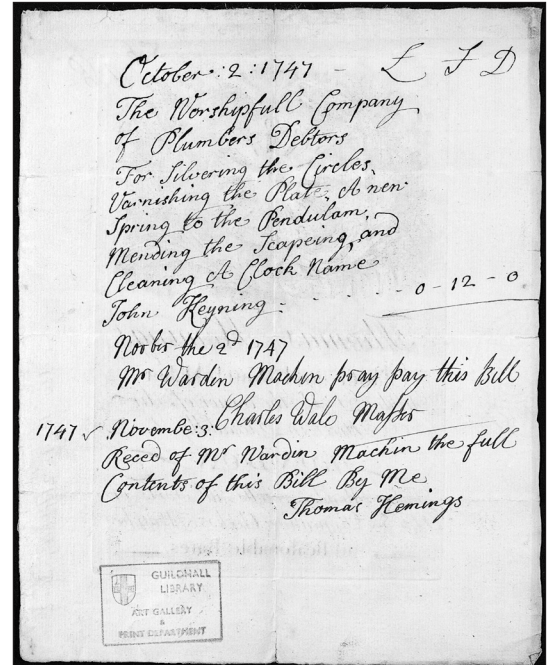 October : 2 : 1747 - £ S D
The Worshipfull Company
of Plumbers Debtors
For Silvering the Circles,
Varnishing the Plate, A new
Spring to the Pendulam,
Mending the Scapeing, and
Cleaning A Clock Name
John Heyning - - - - 0 - 12 - 0
Novbr the 2d 1747
Mr Warden Machin pray pay this Bill
Charles Wale Master
1747 Novembe: 3.
Reced of Mr Wardin Machin the full
Contents of this Bill By Me
Thomas Hemings
GUILDHALL
LIBRARY
ART GALLERY
&
PRINT DEPARTMENT